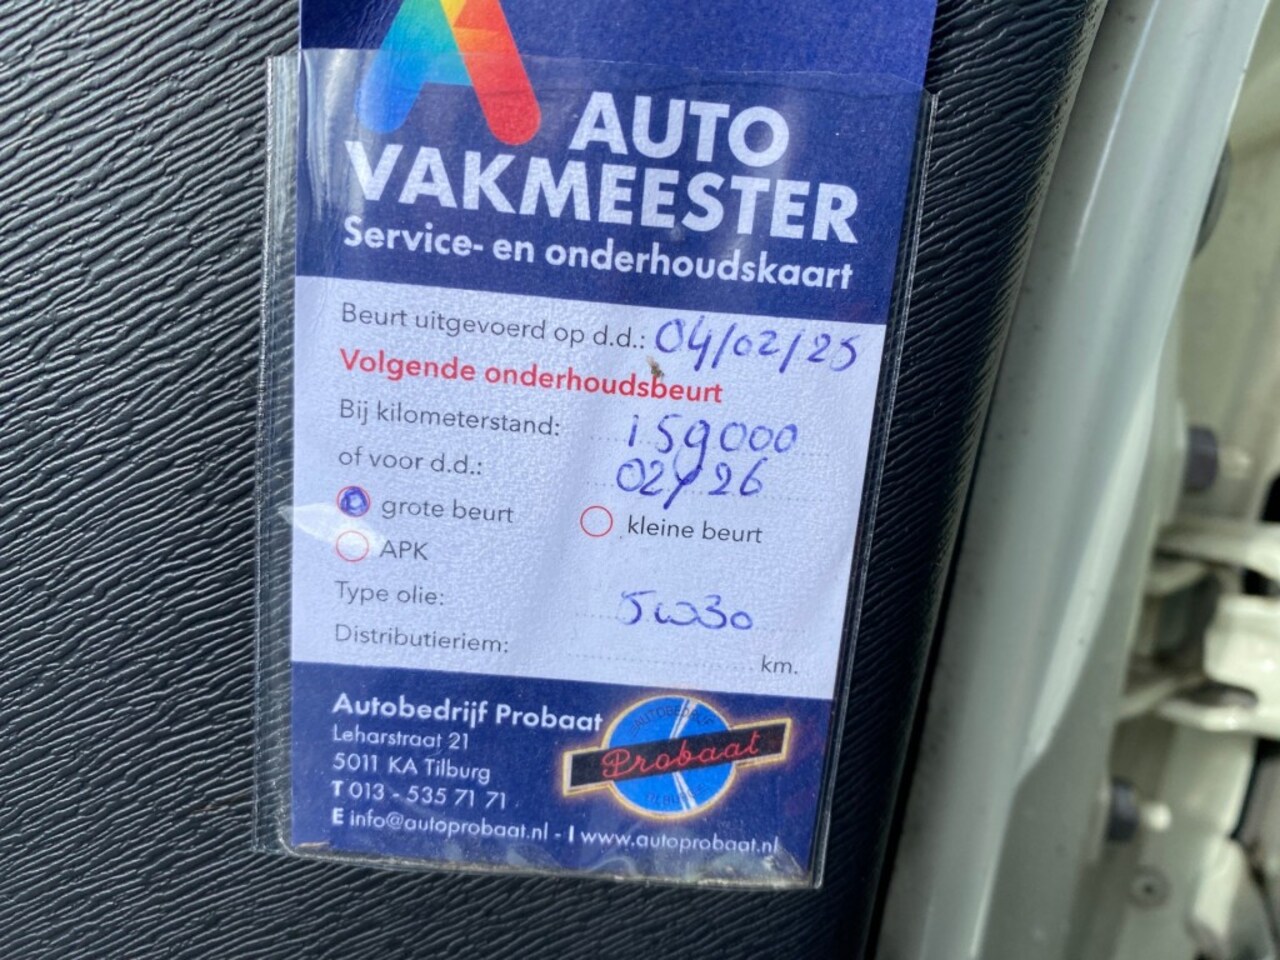 AUTO
VAKMEESTER
Service- en onderhoudskaart
Beurt uitgevoerd op d.d.: 04/02/25
Volgende onderhoudsbeurt
Bij kilometerstand: 159000
of voor d.d.: 02/26
grote beurt kleine beurt
APK
Type olie: 5w30
Distributieriem: km.
Autobedrijf Probaat
Leharstraat 21
5011 KA Tilburg
T 013 - 535 71 71
E info@autoprobaat.nl - I www.autoprobaat.nl
AUTOBEDRIJF
Probaat
TILBURG